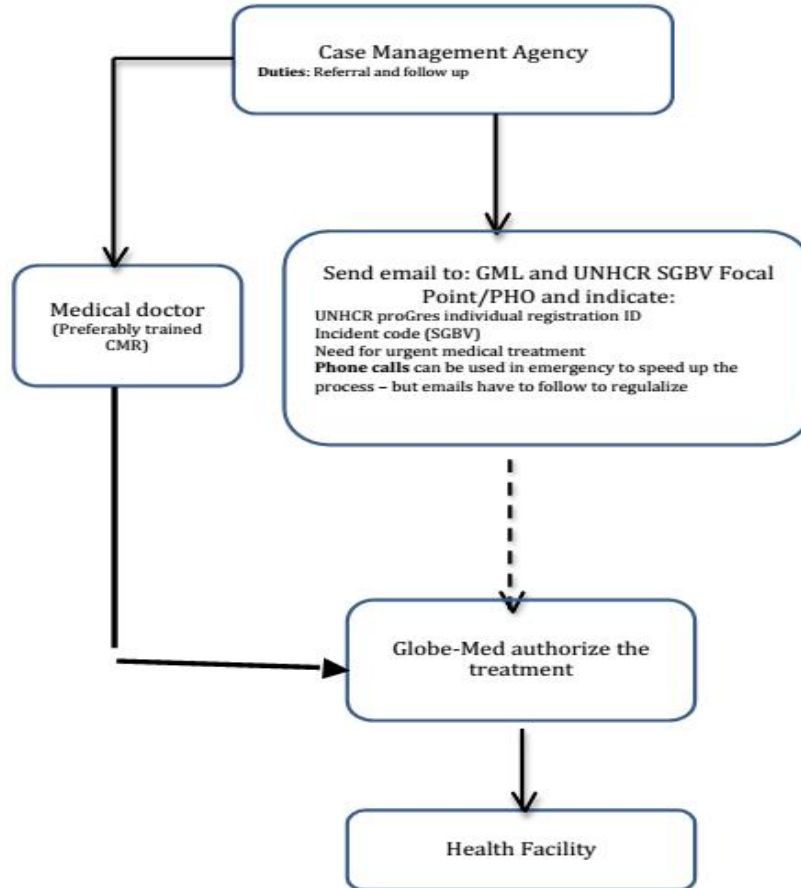 Case Management Agency
Duties: Referral and follow up
Medical doctor
(Preferably trained
CMR)
Send email to: GML and UNHCR SGBV Focal
Point/PHO and indicate:
UNHCR proGres individual registration ID
Incident code (SGBV)
Need for urgent medical treatment
Phone calls can be used in emergency to speed up the
process – but emails have to follow to regulalize
Globe-Med authorize the
treatment
Health Facility